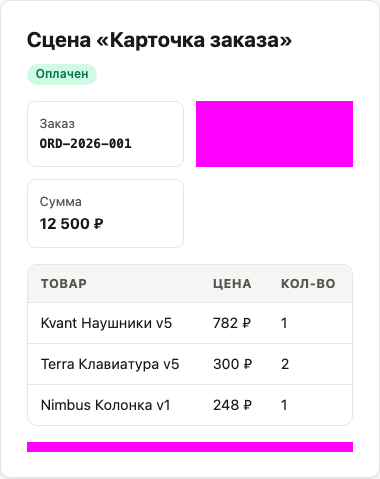 Сцена «Карточка заказа»
Оплачен
Заказ
ORD–2026–001
Сумма
12 500 ₽
ТОВАР ЦЕНА КОЛ-ВО
Kvant Наушники v5 782 ₽ 1
Terra Клавиатура v5 300 ₽ 2
Nimbus Колонка v1 248 ₽ 1